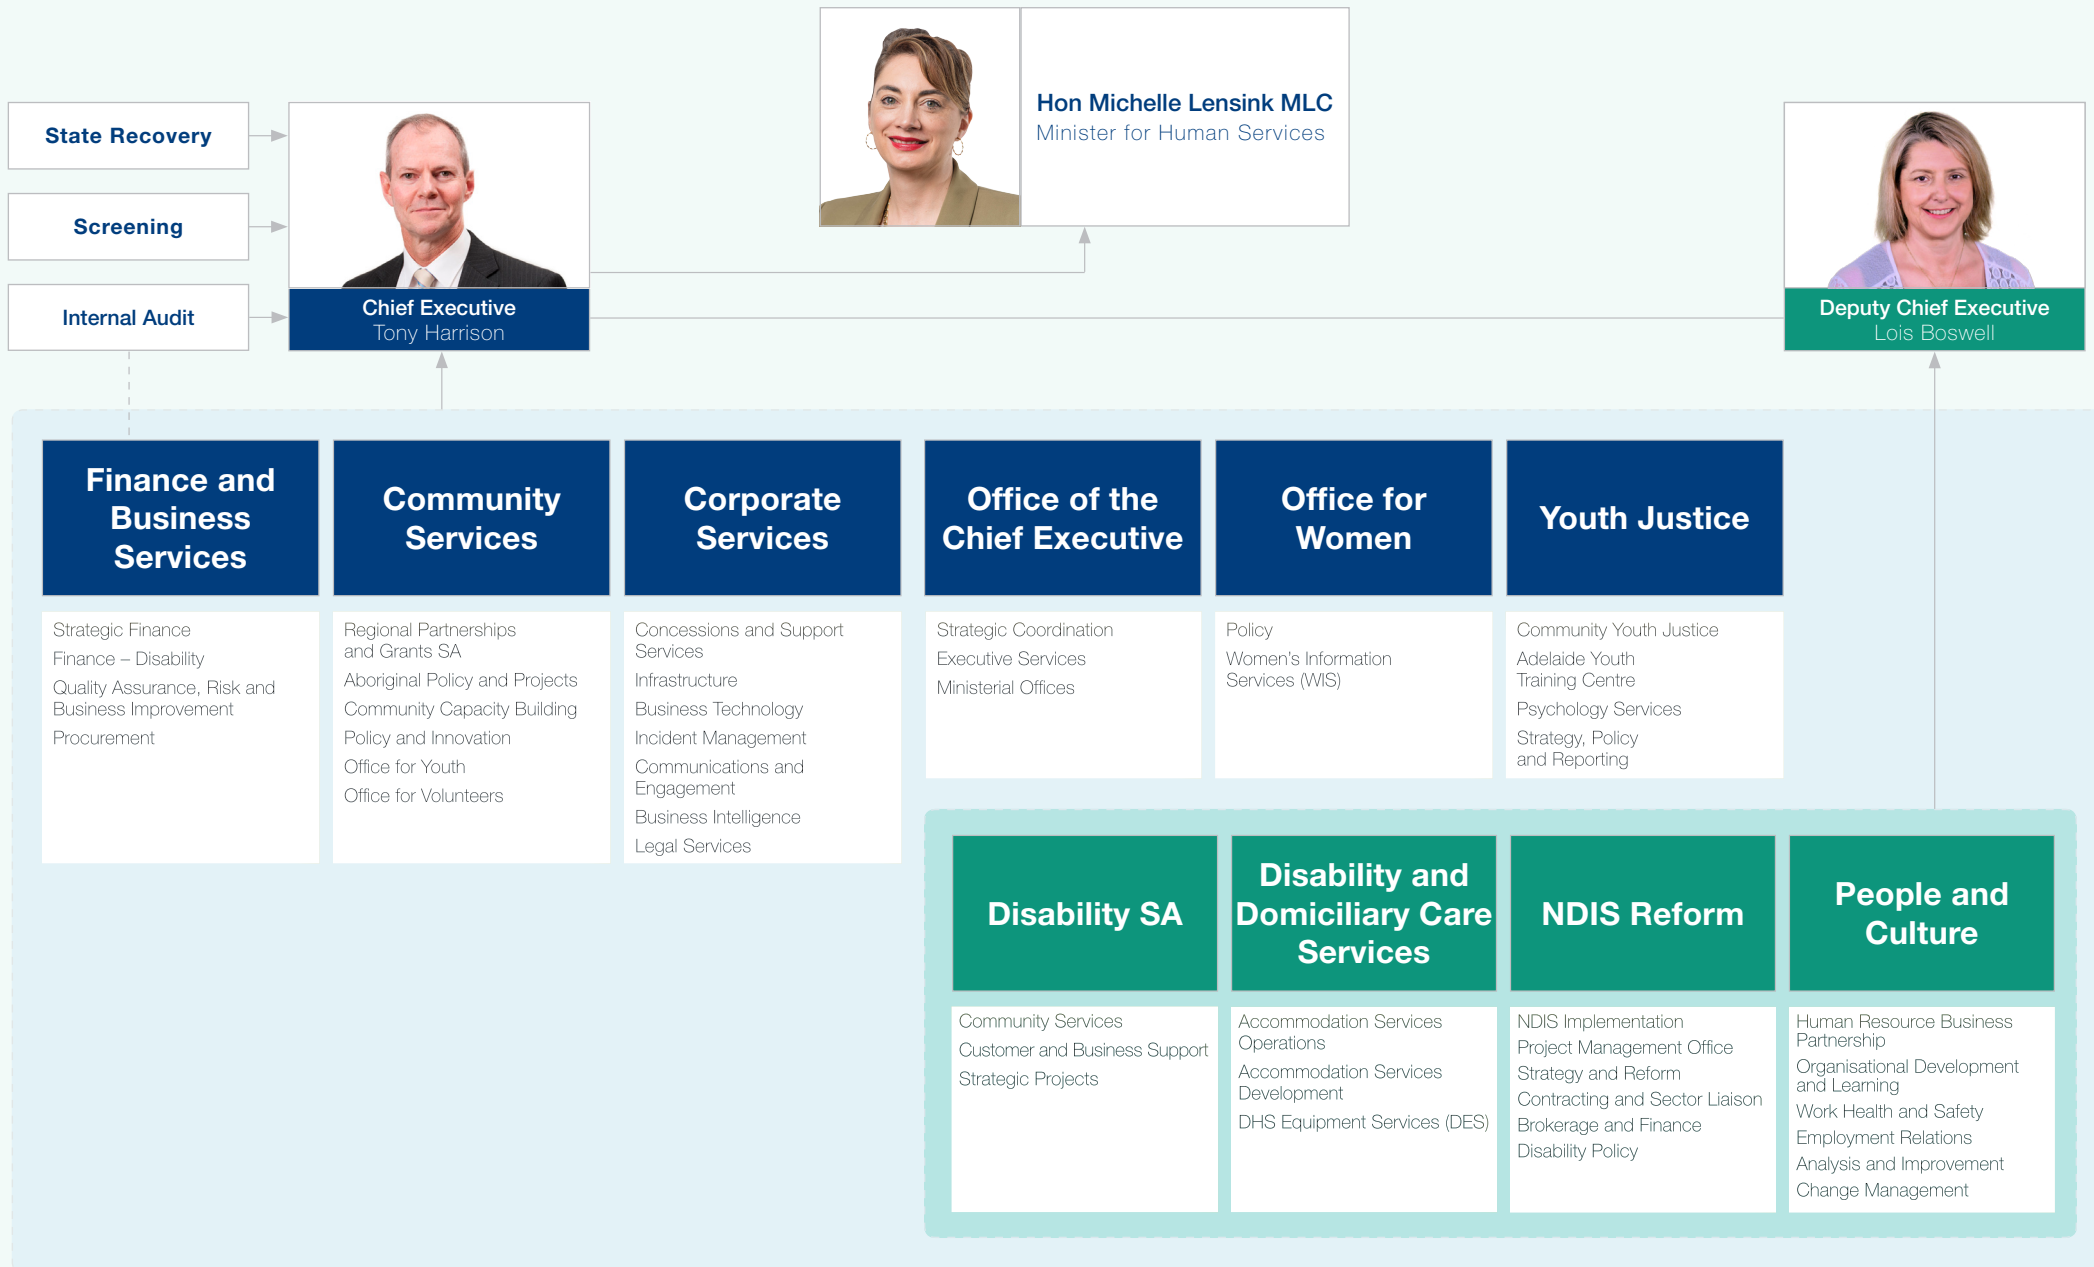 Hon Michelle Lensink MLC
Minister for Human Services
State Recovery
Screening
Internal Audit
Chief Executive
Tony Harrison
Deputy Chief Executive
Lois Boswell
Finance and
Business
Services
Strategic Finance
Finance – Disability
Quality Assurance, Risk and
Business Improvement
Procurement
Community
Services
Regional Partnerships
and Grants SA
Aboriginal Policy and Projects
Community Capacity Building
Policy and Innovation
Office for Youth
Office for Volunteers
Corporate
Services
Concessions and Support
Services
Infrastructure
Business Technology
Incident Management
Communications and
Engagement
Business Intelligence
Legal Services
Office of the
Chief Executive
Strategic Coordination
Executive Services
Ministerial Offices
Office for
Women
Policy
Women's Information
Services (WIS)
Youth Justice
Community Youth Justice
Adelaide Youth
Training Centre
Psychology Services
Strategy, Policy
and Reporting
Disability SA
Community Services
Customer and Business Support
Strategic Projects
Disability and
Domiciliary Care
Services
Accommodation Services
Operations
Accommodation Services
Development
DHS Equipment Services (DES)
NDIS Reform
NDIS Implementation
Project Management Office
Strategy and Reform
Contracting and Sector Liaison
Brokerage and Finance
Disability Policy
People and
Culture
Human Resource Business
Partnership
Organisational Development
and Learning
Work Health and Safety
Employment Relations
Analysis and Improvement
Change Management